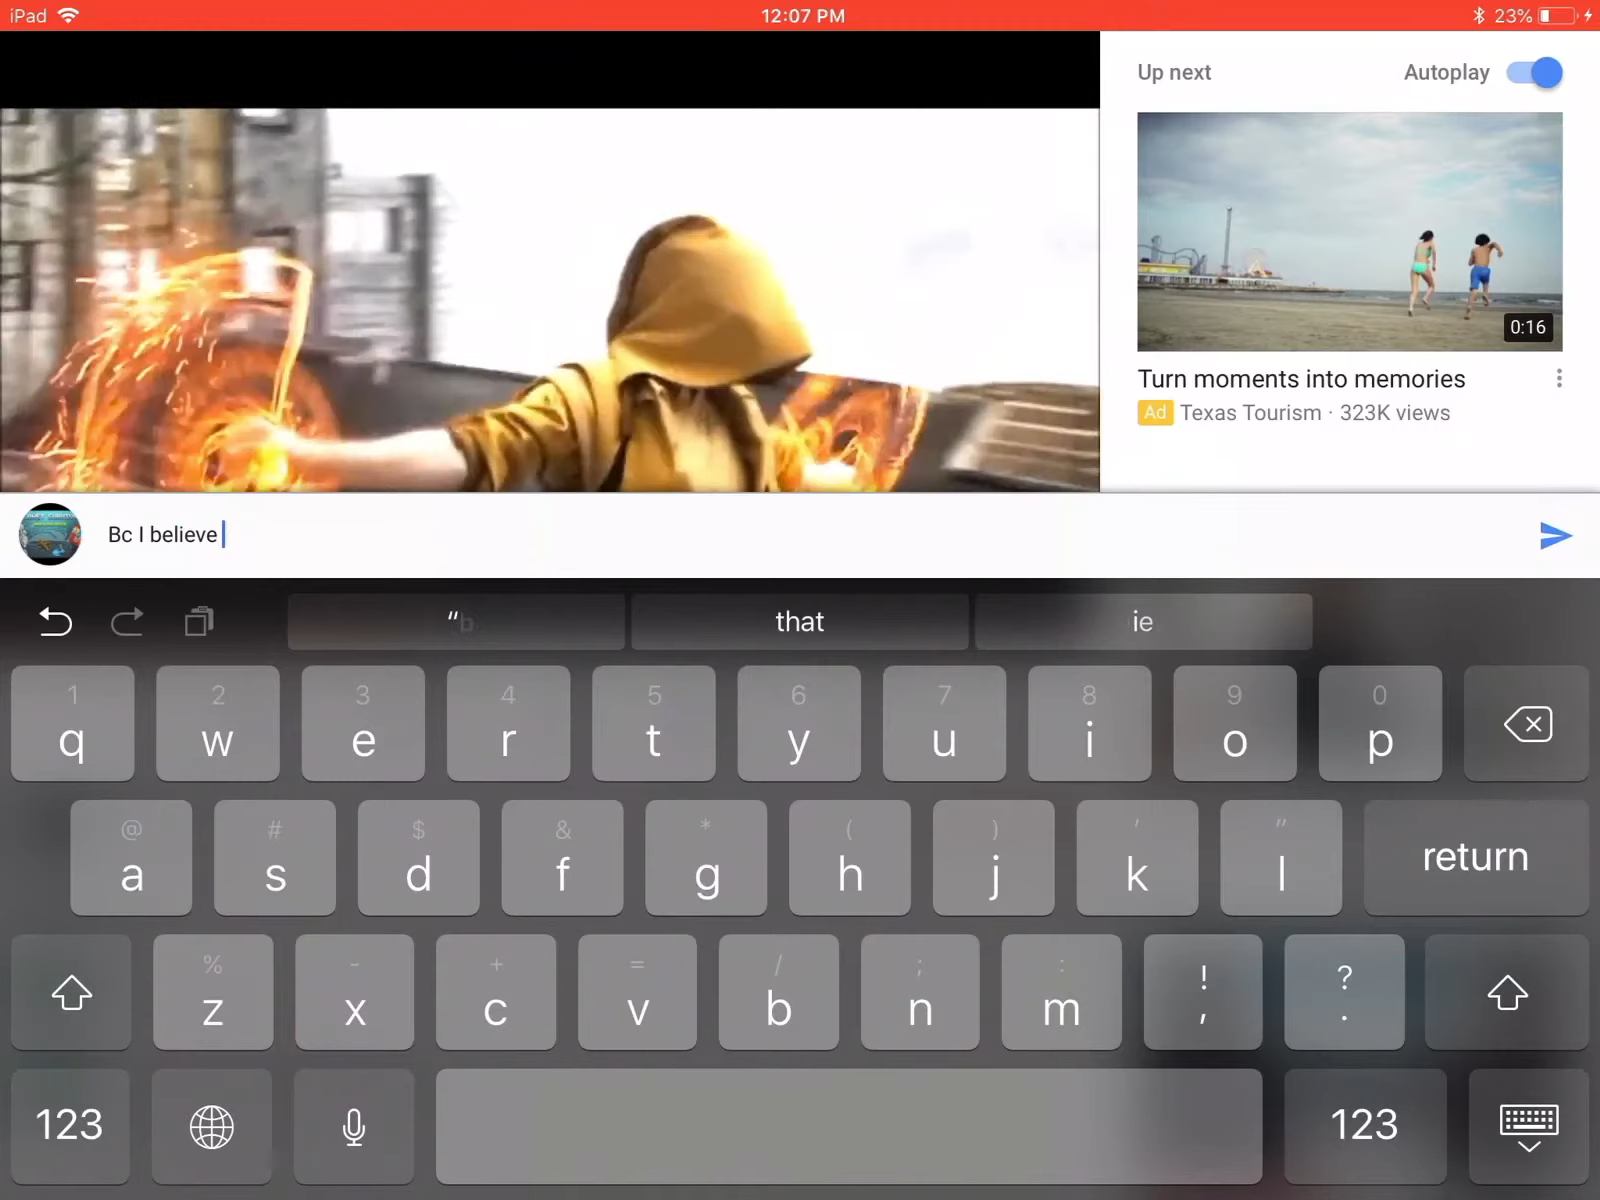 iPad 12:07 PM 23%
Up next Autoplay
0:16
Turn moments into memories
Ad Texas Tourism · 323K views
Bc I believe
“b that ie
1 2 3 4 5 6 7 8 9 0
q w e r t y u i o p
@ # $ & * ( ) ' "
a s d f g h j k l return
% - + = / ; : ! ?
z x c v b n m , .
123 123